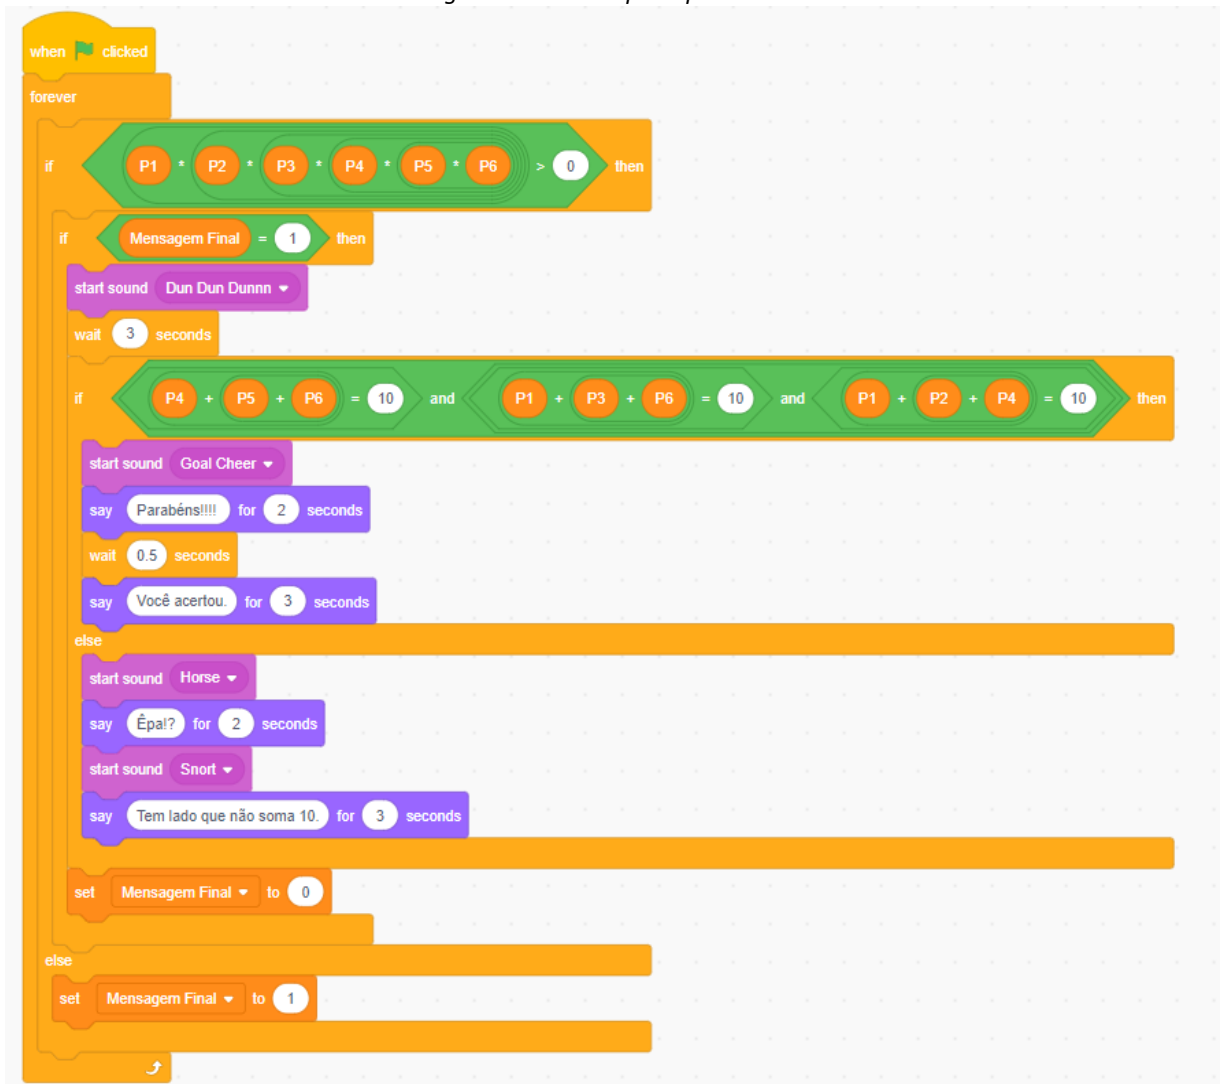 when clicked
forever
if P1 * P2 * P3 * P4 * P5 * P6 > 0 then
if Mensagem Final = 1 then
start sound Dun Dun Dunnn
wait 3 seconds
if P4 + P5 + P6 = 10 and P1 + P3 + P6 = 10 and P1 + P2 + P4 = 10 then
start sound Goal Cheer
say Parabéns!!!! for 2 seconds
wait 0.5 seconds
say Você acertou. for 3 seconds
else
start sound Horse
say Êpa!? for 2 seconds
start sound Snort
say Tem lado que não soma 10. for 3 seconds
set Mensagem Final to 0
else
set Mensagem Final to 1